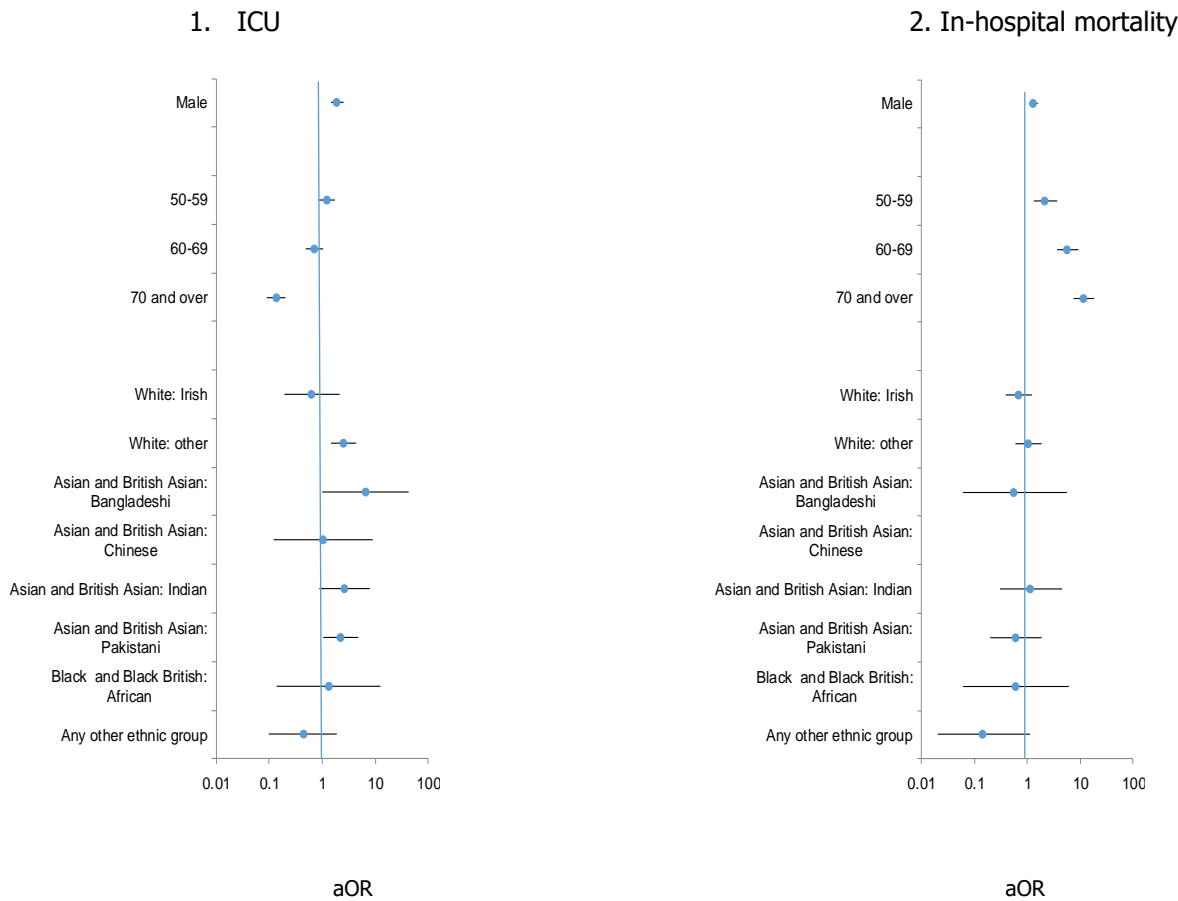 1. ICU
Male
50-59
60-69
70 and over
White: Irish
White: other
Asian and British Asian:
Bangladeshi
Asian and British Asian:
Chinese
Asian and British Asian: Indian
Asian and British Asian:
Pakistani
Black and Black British:
African
Any other ethnic group
0.01 0.1 1 10 100
aOR
2. In-hospital mortality
Male
50-59
60-69
70 and over
White: Irish
White: other
Asian and British Asian:
Bangladeshi
Asian and British Asian:
Chinese
Asian and British Asian: Indian
Asian and British Asian:
Pakistani
Black and Black British:
African
Any other ethnic group
0.01 0.1 1 10 100
aOR